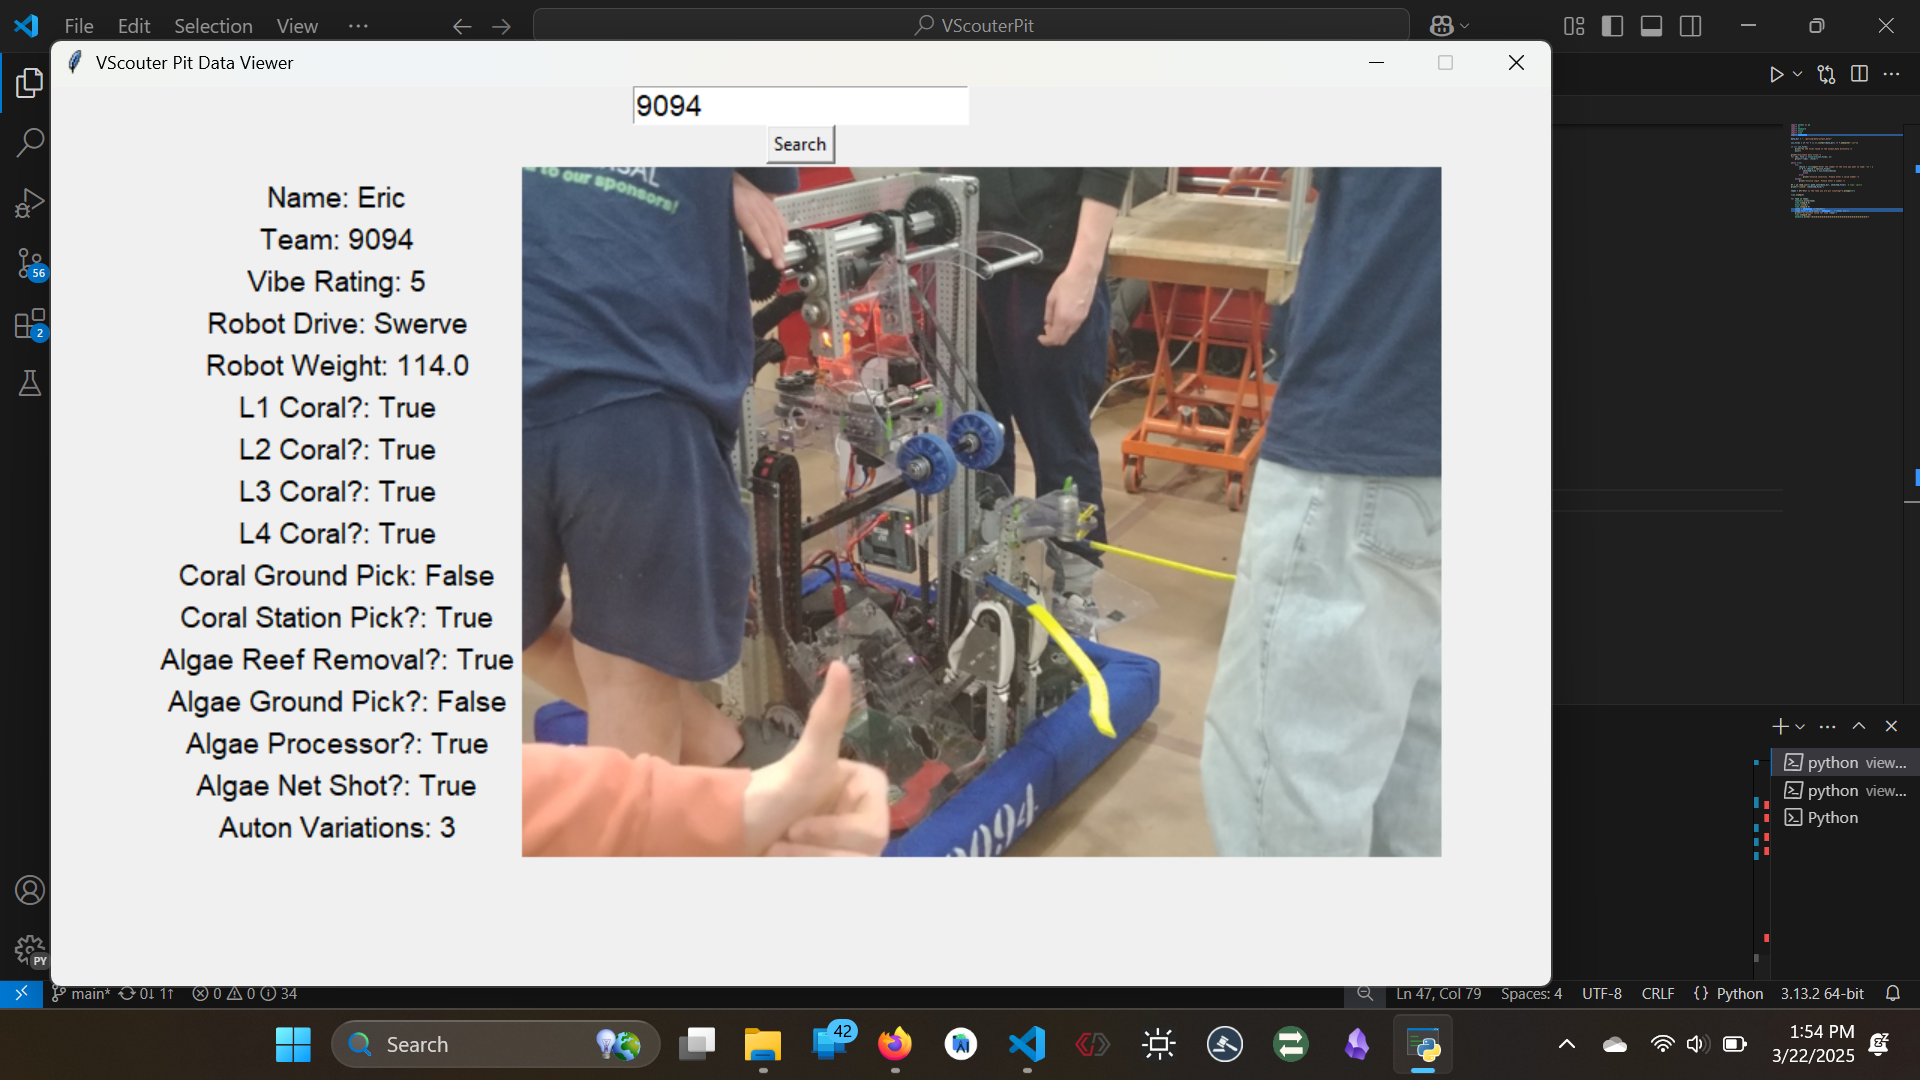 File Edit Selection View ···
VScouterPit
VScouter Pit Data Viewer
9094
Search
Name: Eric
Team: 9094
Vibe Rating: 5
Robot Drive: Swerve
Robot Weight: 114.0
L1 Coral?: True
L2 Coral?: True
L3 Coral?: True
L4 Coral?: True
Coral Ground Pick: False
Coral Station Pick?: True
Algae Reef Removal?: True
Algae Ground Pick?: False
Algae Processor?: True
Algae Net Shot?: True
Auton Variations: 3
to our sponsors!
9094
56
2
PY
python view...
python view...
Python
main* 0↓ 1↑ 0 0 34
Ln 47, Col 79 Spaces: 4 UTF-8 CRLF {} Python 3.13.2 64-bit
Search
42
1:54 PM
3/22/2025